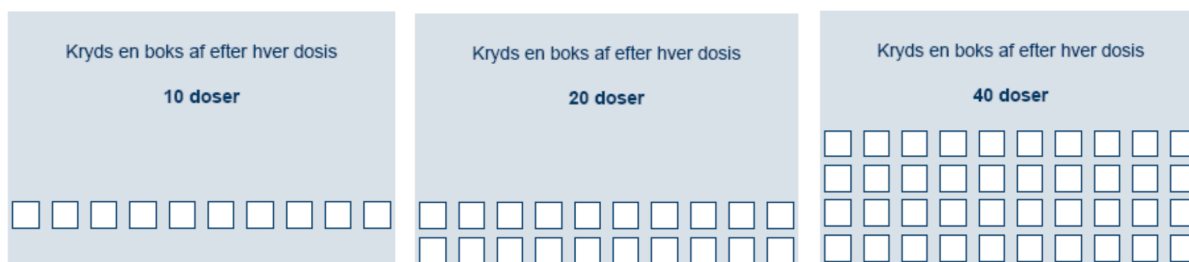 Kryds en boks af efter hver dosis
10 doser
Kryds en boks af efter hver dosis
20 doser
Kryds en boks af efter hver dosis
40 doser